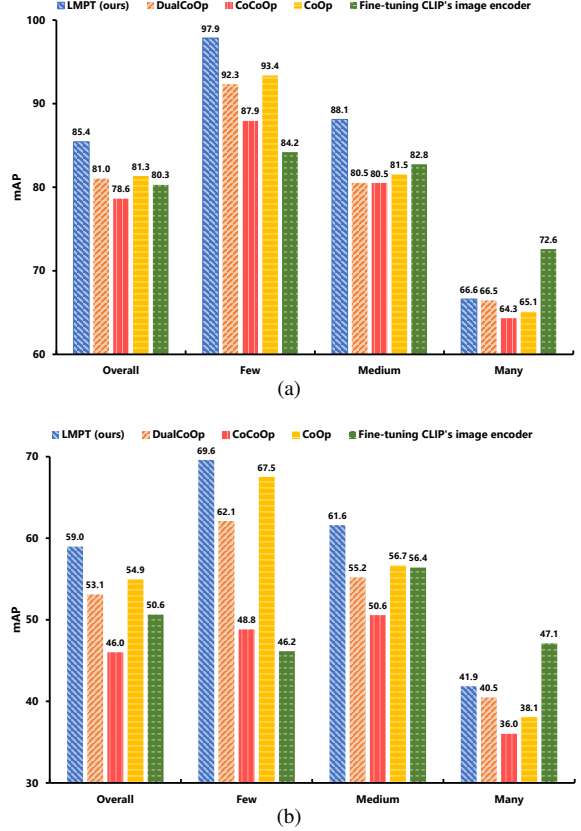 LMPT (ours) DualCoOp CoCoOp CoOp Fine-tuning CLIP's image encoder
100
90
80
70
60
mAP
85.4 81.0 78.6 81.3 80.3
97.9 92.3 87.9 93.4 84.2
88.1 80.5 80.5 81.5 82.8
66.6 66.5 64.3 65.1 72.6
Overall Few Medium Many
(a)
LMPT (ours) DualCoOp CoCoOp CoOp Fine-tuning CLIP's image encoder
70
60
50
40
30
mAP
59.0 53.1 46.0 54.9 50.6
69.6 62.1 48.8 67.5 46.2
61.6 55.2 50.6 56.7 56.4
41.9 40.5 36.0 38.1 47.1
Overall Few Medium Many
(b)